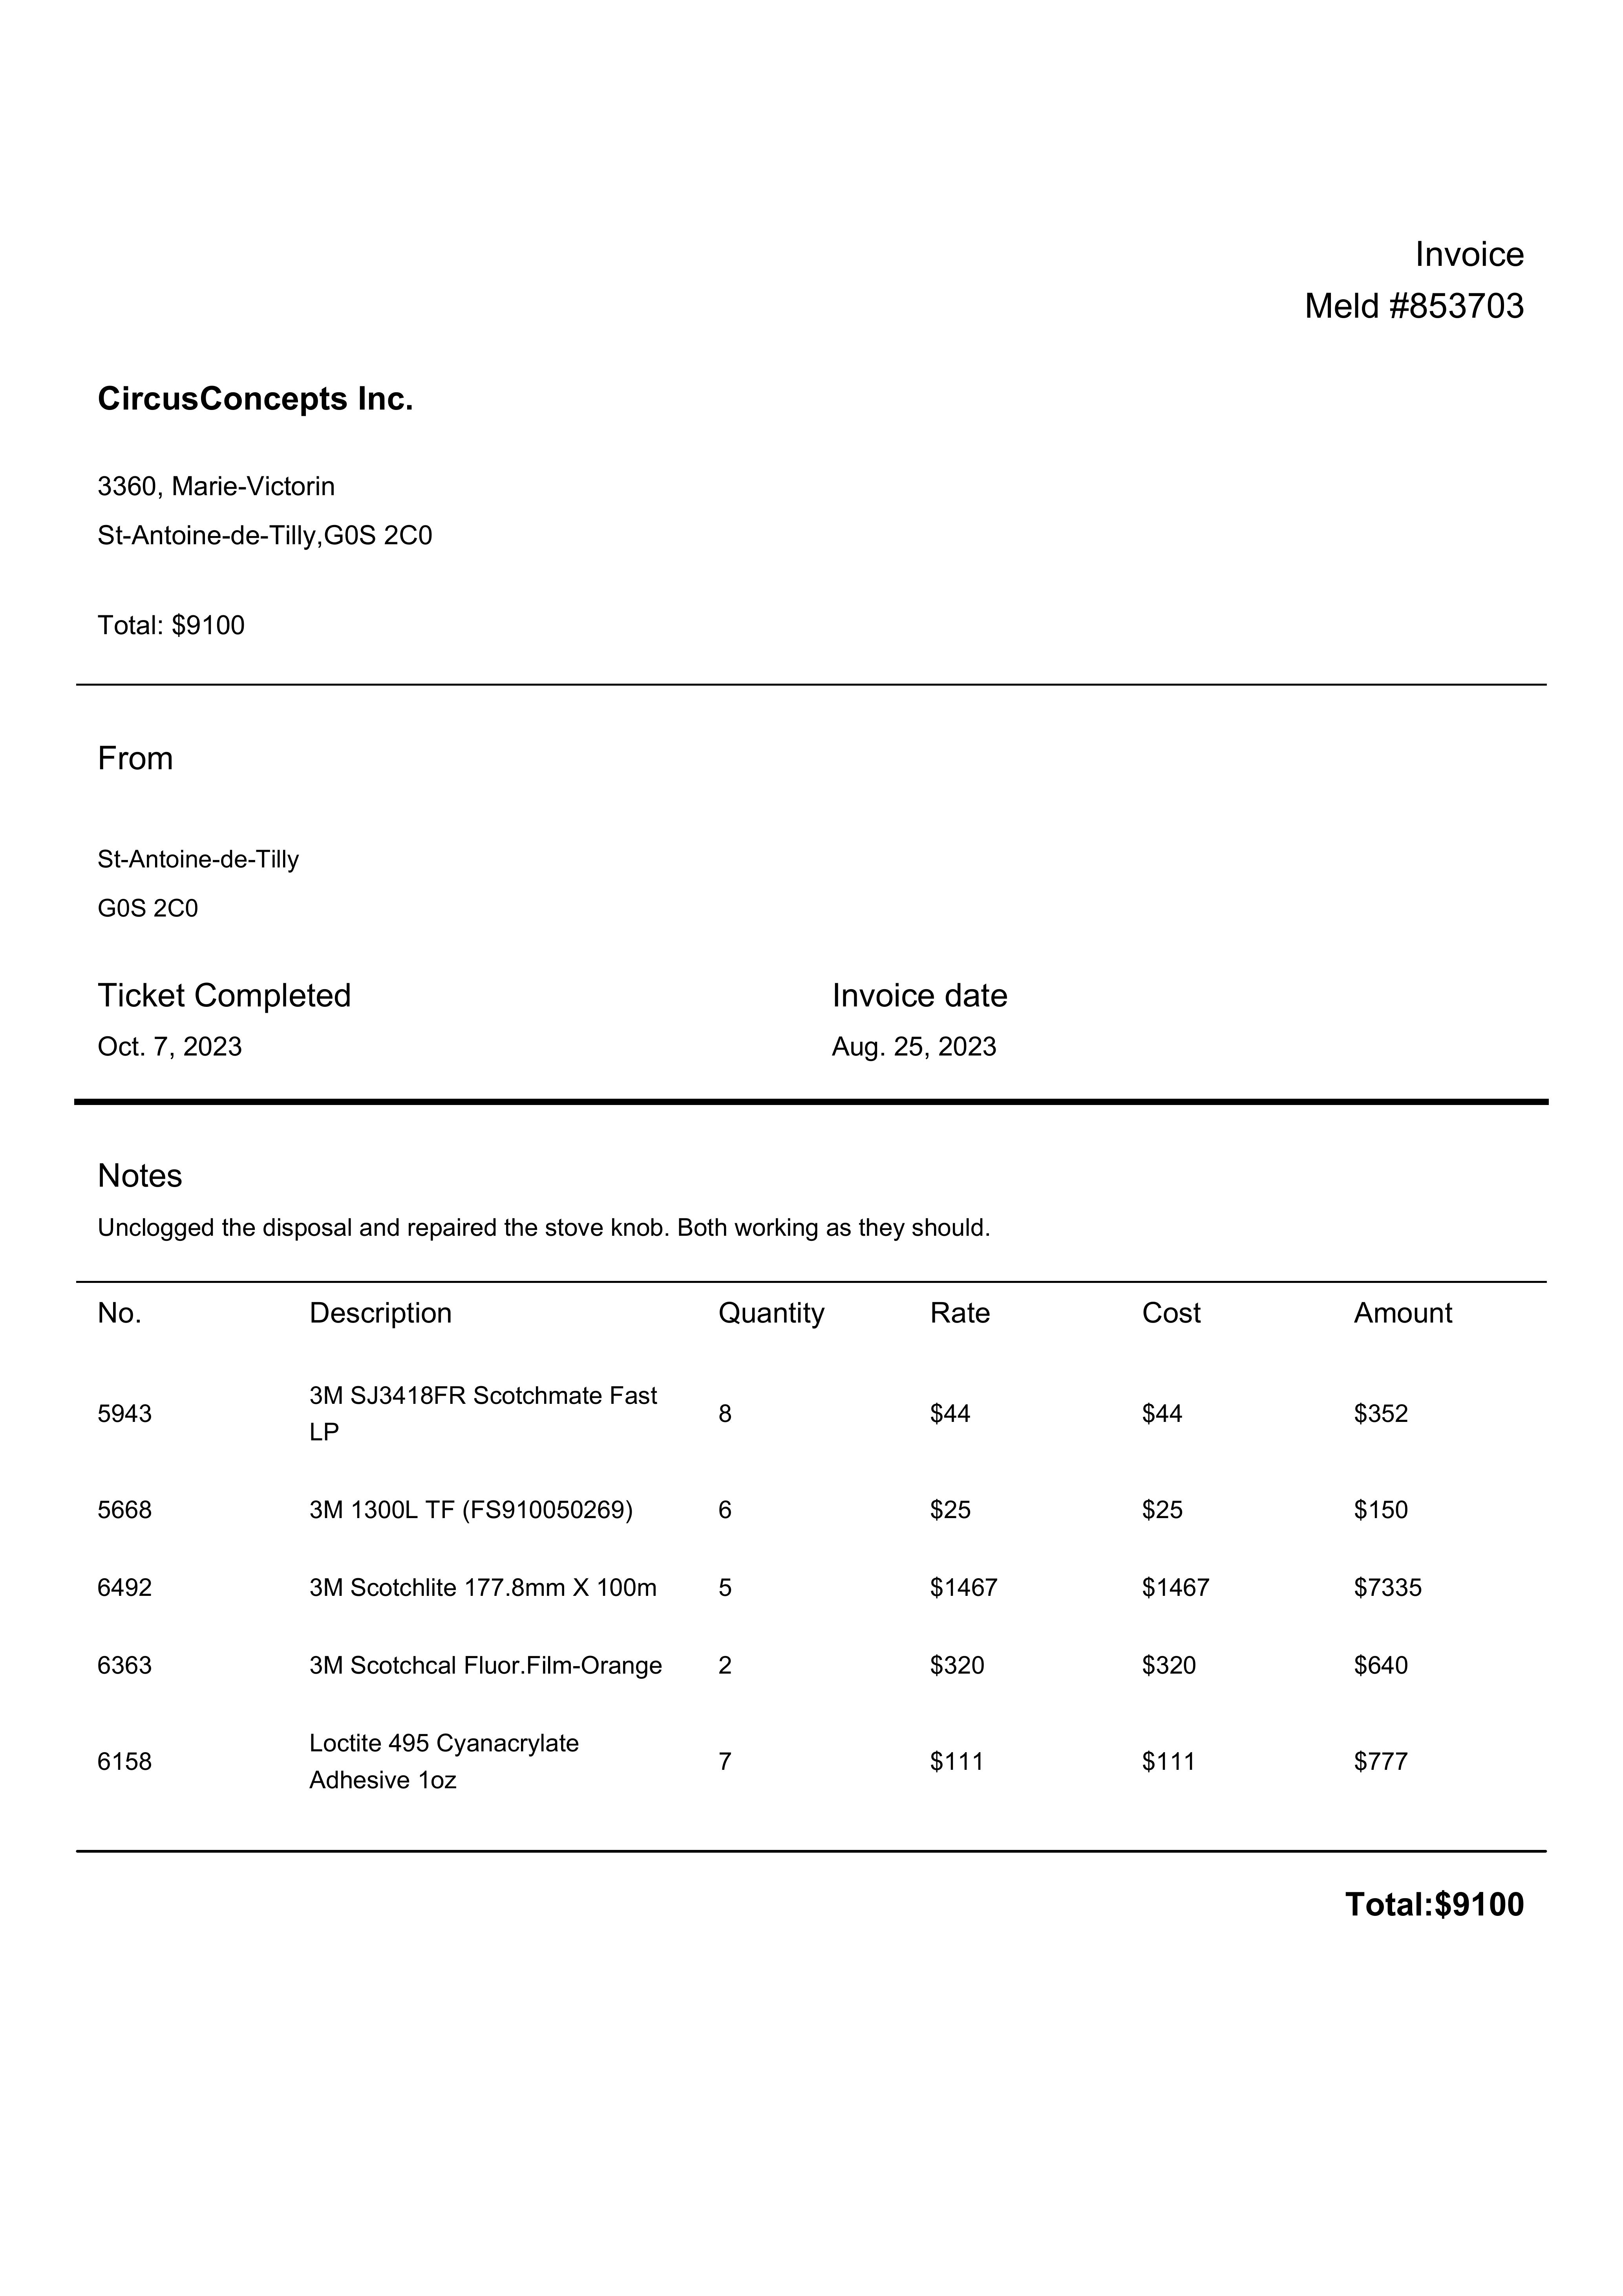 Invoice
Meld #853703
CircusConcepts Inc.
3360, Marie-Victorin
St-Antoine-de-Tilly,G0S 2C0
Total: $9100
From
St-Antoine-de-Tilly
G0S 2C0
Ticket Completed Invoice date
Oct. 7, 2023 Aug. 25, 2023
Notes
Unclogged the disposal and repaired the stove knob. Both working as they should.
No. Description Quantity Rate Cost Amount
5943 3M SJ3418FR Scotchmate Fast LP 8 $44 $44 $352
5668 3M 1300L TF (FS910050269) 6 $25 $25 $150
6492 3M Scotchlite 177.8mm X 100m 5 $1467 $1467 $7335
6363 3M Scotchcal Fluor.Film-Orange 2 $320 $320 $640
6158 Loctite 495 Cyanacrylate Adhesive 1oz 7 $111 $111 $777
Total:$9100